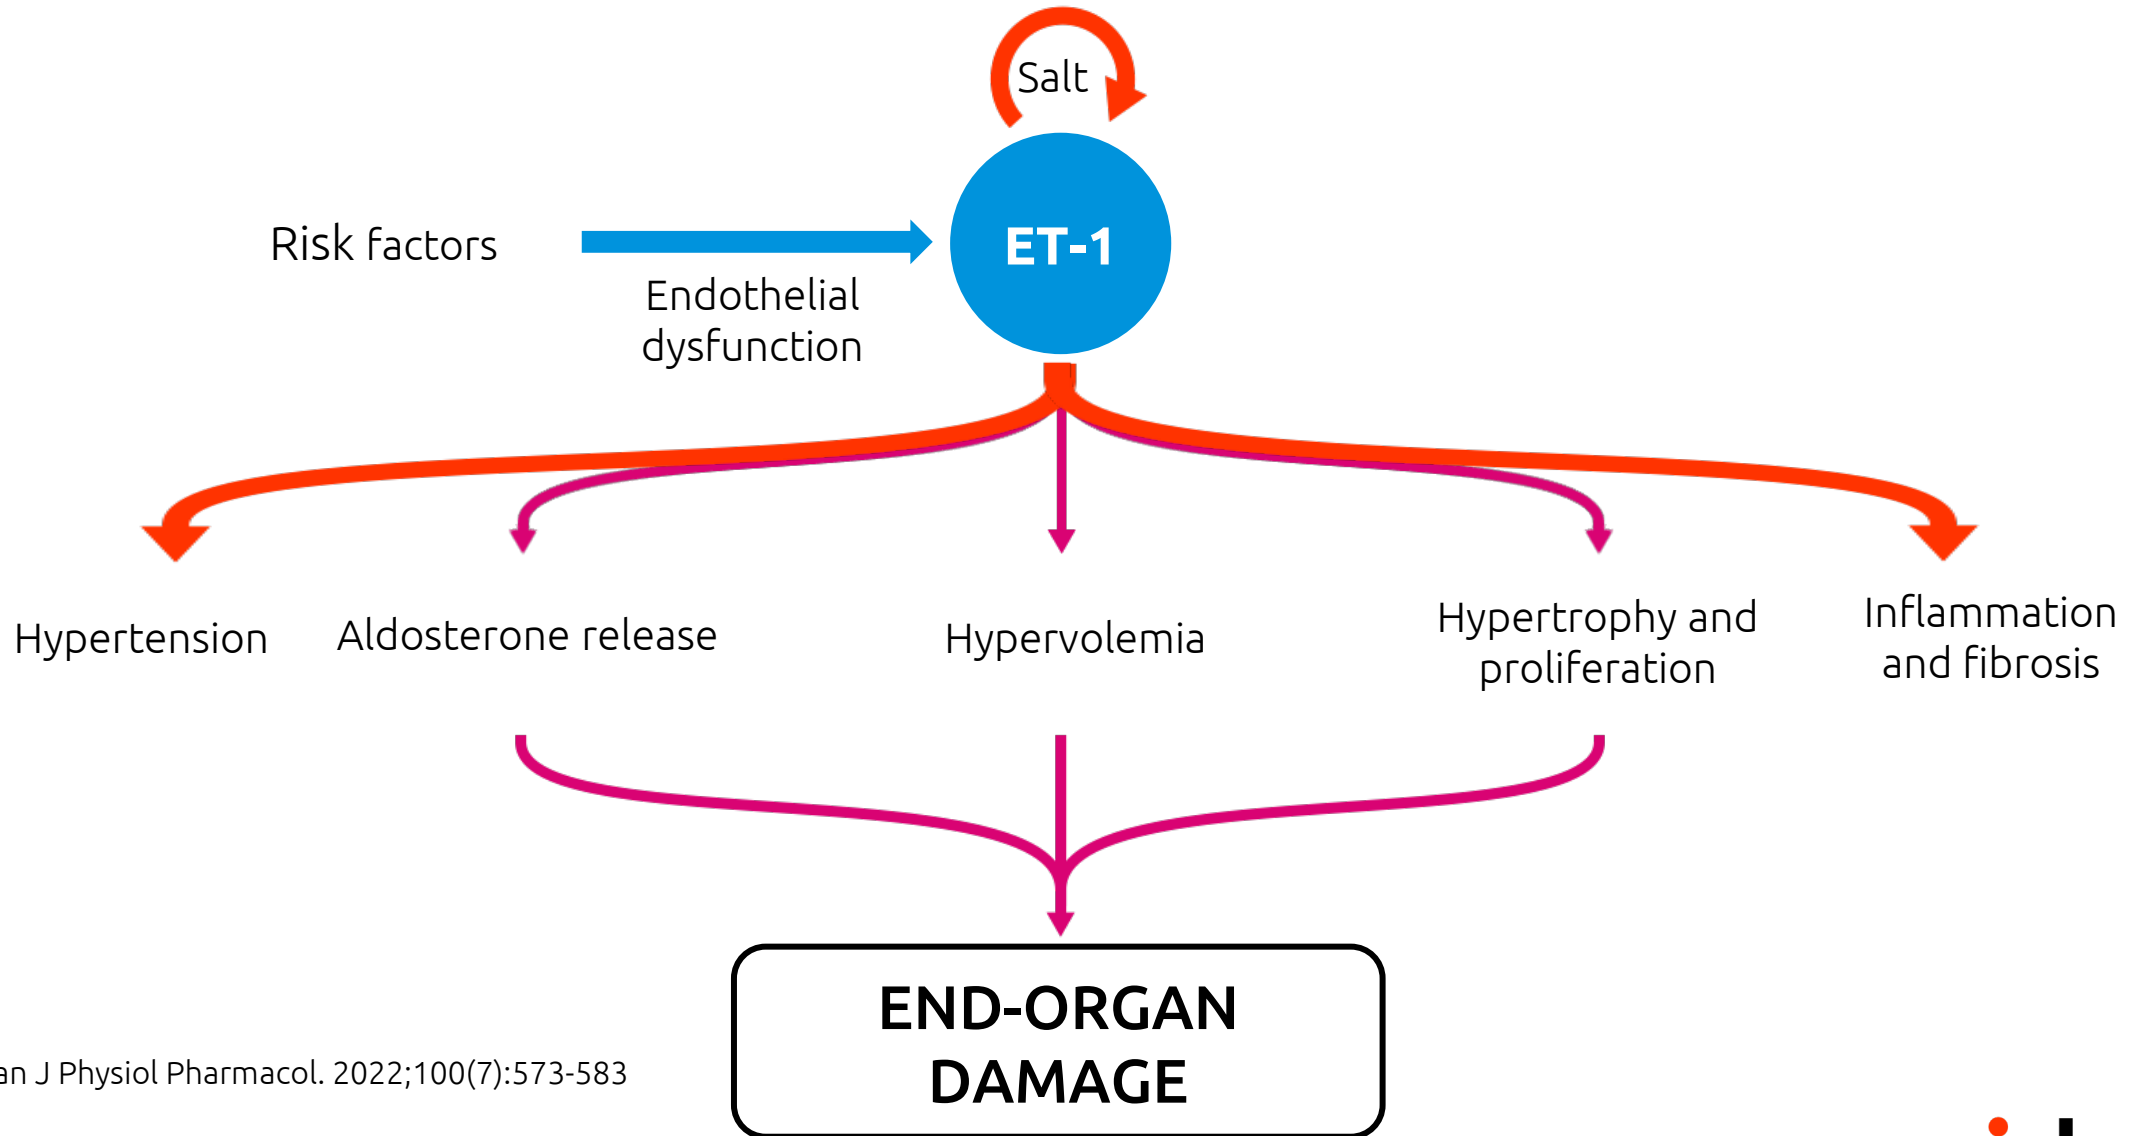 Salt
ET-1
Risk factors
Endothelial
dysfunction
Hypertension
Aldosterone release
Hypervolemia
Hypertrophy and
proliferation
Inflammation
and fibrosis
END-ORGAN
DAMAGE
J Physiol Pharmacol. 2022;100(7):573-583